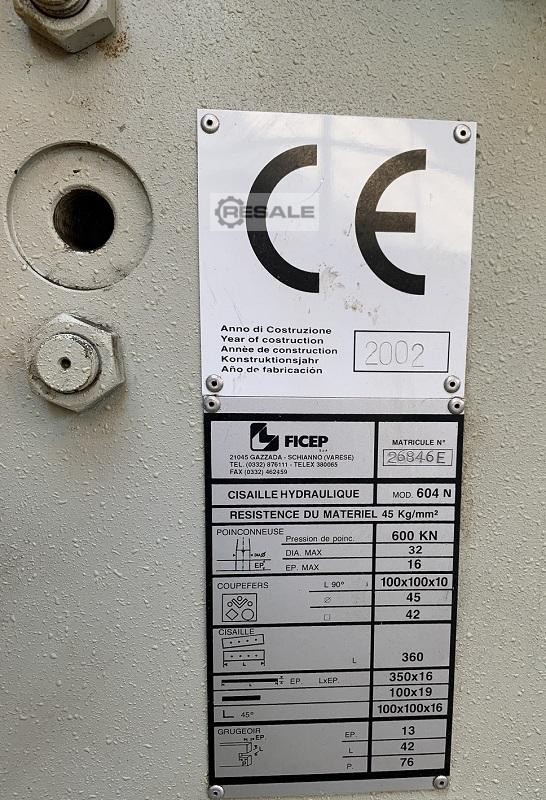 CE
RESALE
Anno di Costruzione
Year of costruction
Année de construction
Konstruktionsjahr
Año de fabricación
2002
FICEP
S.p.A
21045 GAZZADA - SCHIANNO (VARESE)
TEL. (0332) 876111 - TELEX 380065
FAX (0332) 462459
MATRICULE N°
26846E
CISAILLE HYDRAULIQUE MOD. 604 N
RESISTENCE DU MATERIEL 45 Kg/mm²
POINCONNEUSE
Pression de poinc. 600 KN
DIA. MAX 32
EP. MAX 16
EP.
COUPEFERS
L 90° 100x100x10
⌀ 45
□ 42
CISAILLE
L
L 360
EP. LxEP. 350x16
L
100x19
L 45° 100x100x16
GRUGEOIR
EP. 13
L 42
P. 76
EP.
L